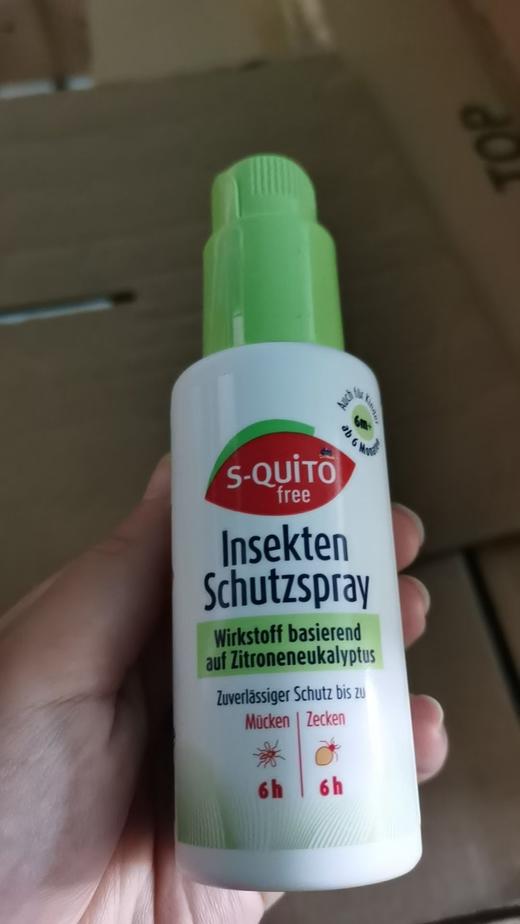 TOP
Auch für Kinder
6m+
ab 6 Monaten
dm
S-QUiTO
free
Insekten
Schutzspray
Wirkstoff basierend
auf Zitroneneukalyptus
Zuverlässiger Schutz bis zu
Mücken Zecken
6h 6h